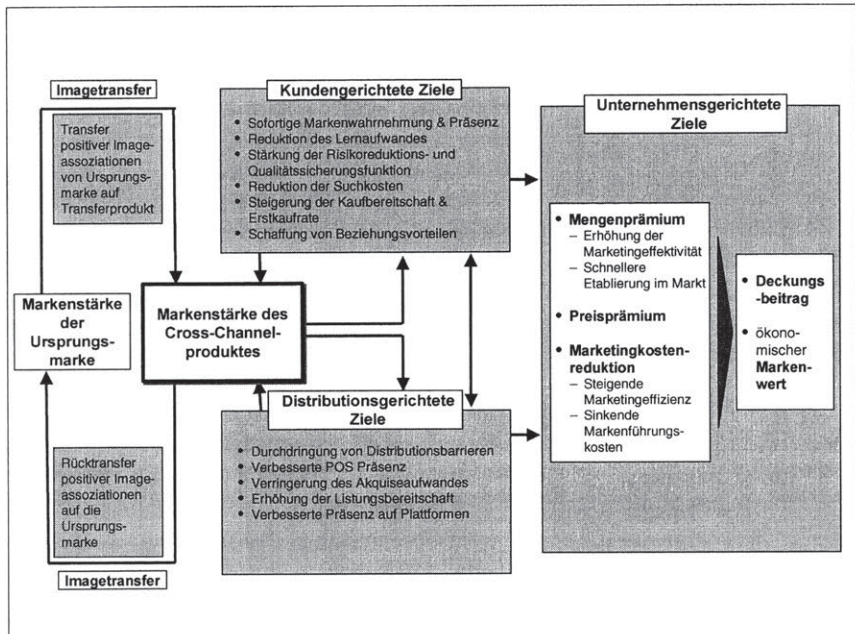 Imagetransfer
Transfer
positiver Image-
assoziationen
von Ursprungs-
marke auf
Transferprodukt
Markenstärke
der
Ursprungs-
marke
Rücktransfer
positiver Image-
assoziationen
auf die
Ursprungs-
marke
Imagetransfer
Markenstärke des
Cross-Channel-
produktes
Kundengerichtete Ziele
• Sofortige Markenwahrnehmung & Präsenz
• Reduktion des Lernaufwandes
• Stärkung der Risikoreduktions- und
Qualitätssicherungsfunktion
• Reduktion der Suchkosten
• Steigerung der Kaufbereitschaft &
Erstkaufrate
• Schaffung von Beziehungsvorteilen
Distributionsgerichtete
Ziele
• Durchdringung von Distributionsbarrieren
• Verbesserte POS Präsenz
• Verringerung des Akquiseaufwandes
• Erhöhung der Listungsbereitschaft
• Verbesserte Präsenz auf Plattformen
Unternehmensgerichtete
Ziele
• Mengenprämium
– Erhöhung der
Marketingeffektivität
– Schnellere
Etablierung im Markt
• Preisprämium
• Marketingkosten-
reduktion
– Steigende
Marketingeffizienz
– Sinkende
Markenführungs-
kosten
• Deckungs
-beitrag
• ökono-
mischer
Marken-
wert